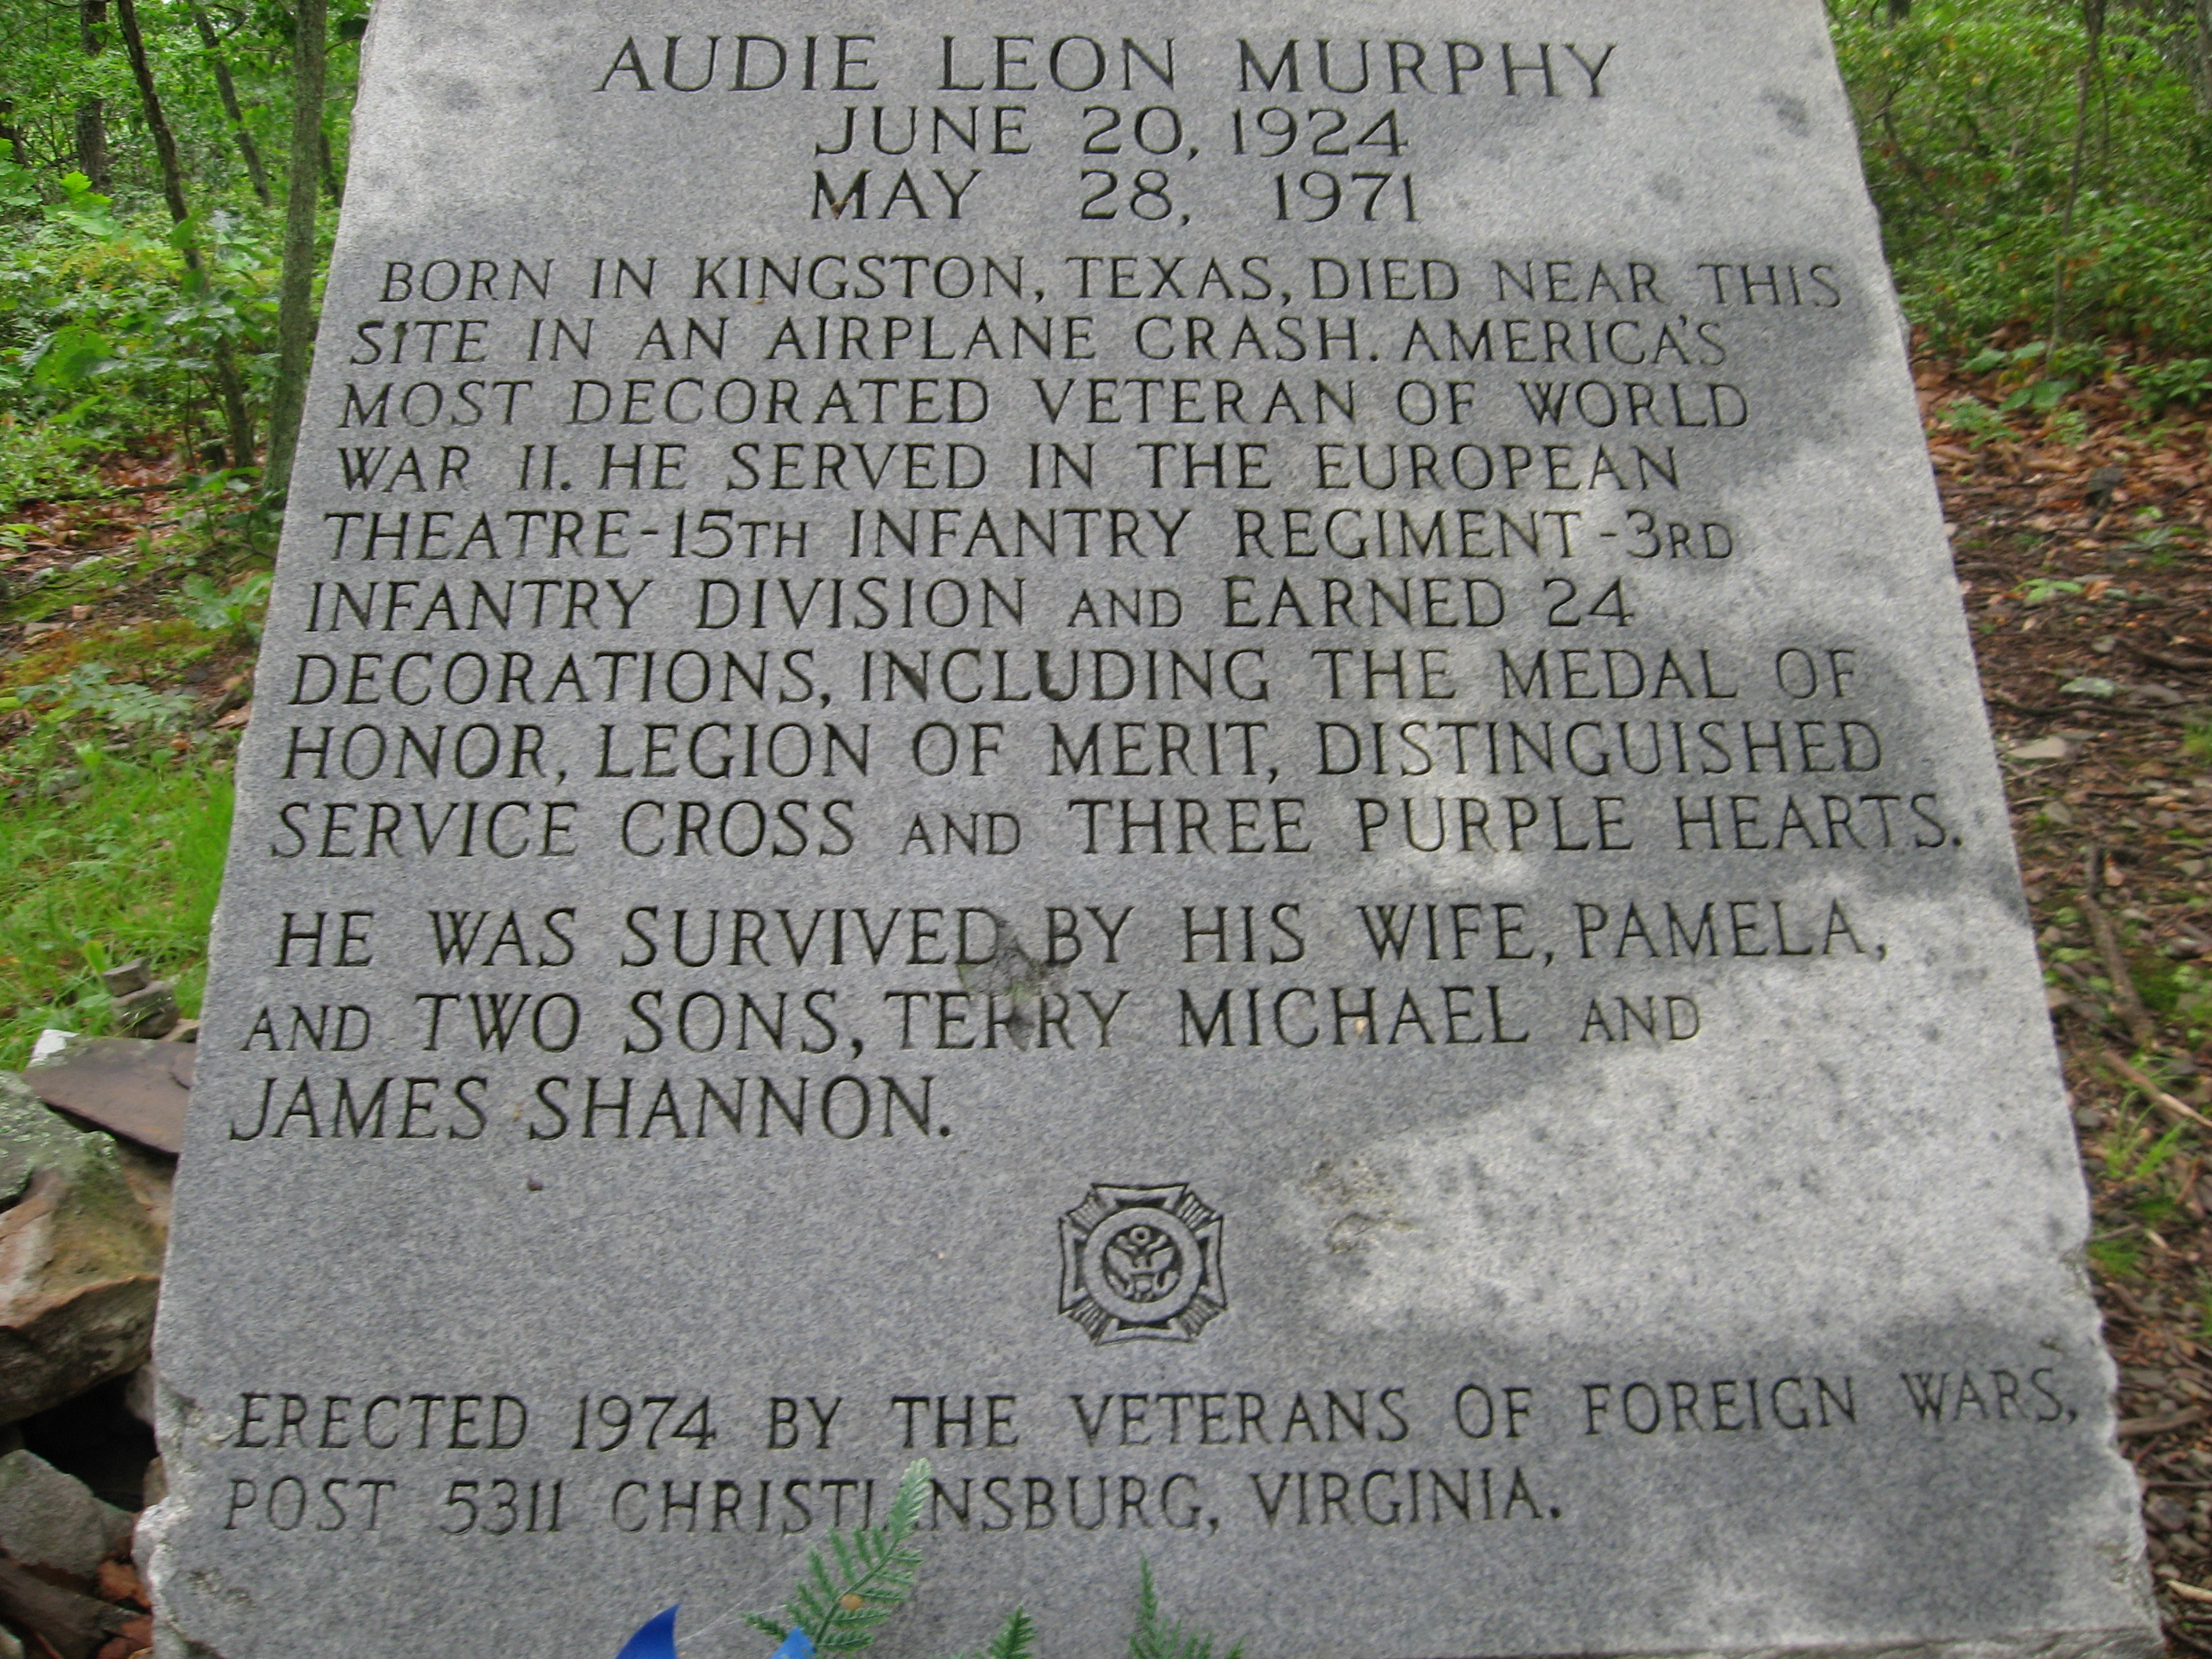 AUDIE LEON MURPHY
JUNE 20, 1924
MAY 28, 1971
BORN IN KINGSTON, TEXAS, DIED NEAR THIS
SITE IN AN AIRPLANE CRASH. AMERICA'S
MOST DECORATED VETERAN OF WORLD
WAR II. HE SERVED IN THE EUROPEAN
THEATRE-15TH INFANTRY REGIMENT-3RD
INFANTRY DIVISION AND EARNED 24
DECORATIONS, INCLUDING THE MEDAL OF
HONOR, LEGION OF MERIT, DISTINGUISHED
SERVICE CROSS AND THREE PURPLE HEARTS.
HE WAS SURVIVED BY HIS WIFE, PAMELA,
AND TWO SONS, TERRY MICHAEL AND
JAMES SHANNON.
ERECTED 1974 BY THE VETERANS OF FOREIGN WARS,
POST 5311 CHRISTIANSBURG, VIRGINIA.